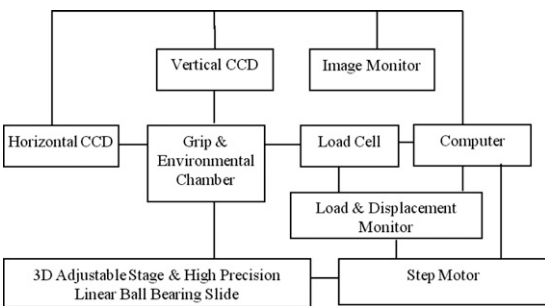 Vertical CCD
Image Monitor
Horizontal CCD
Grip &
Environmental
Chamber
Load Cell
Computer
Load & Displacement
Monitor
3D Adjustable Stage & High Precision
Linear Ball Bearing Slide
Step Motor